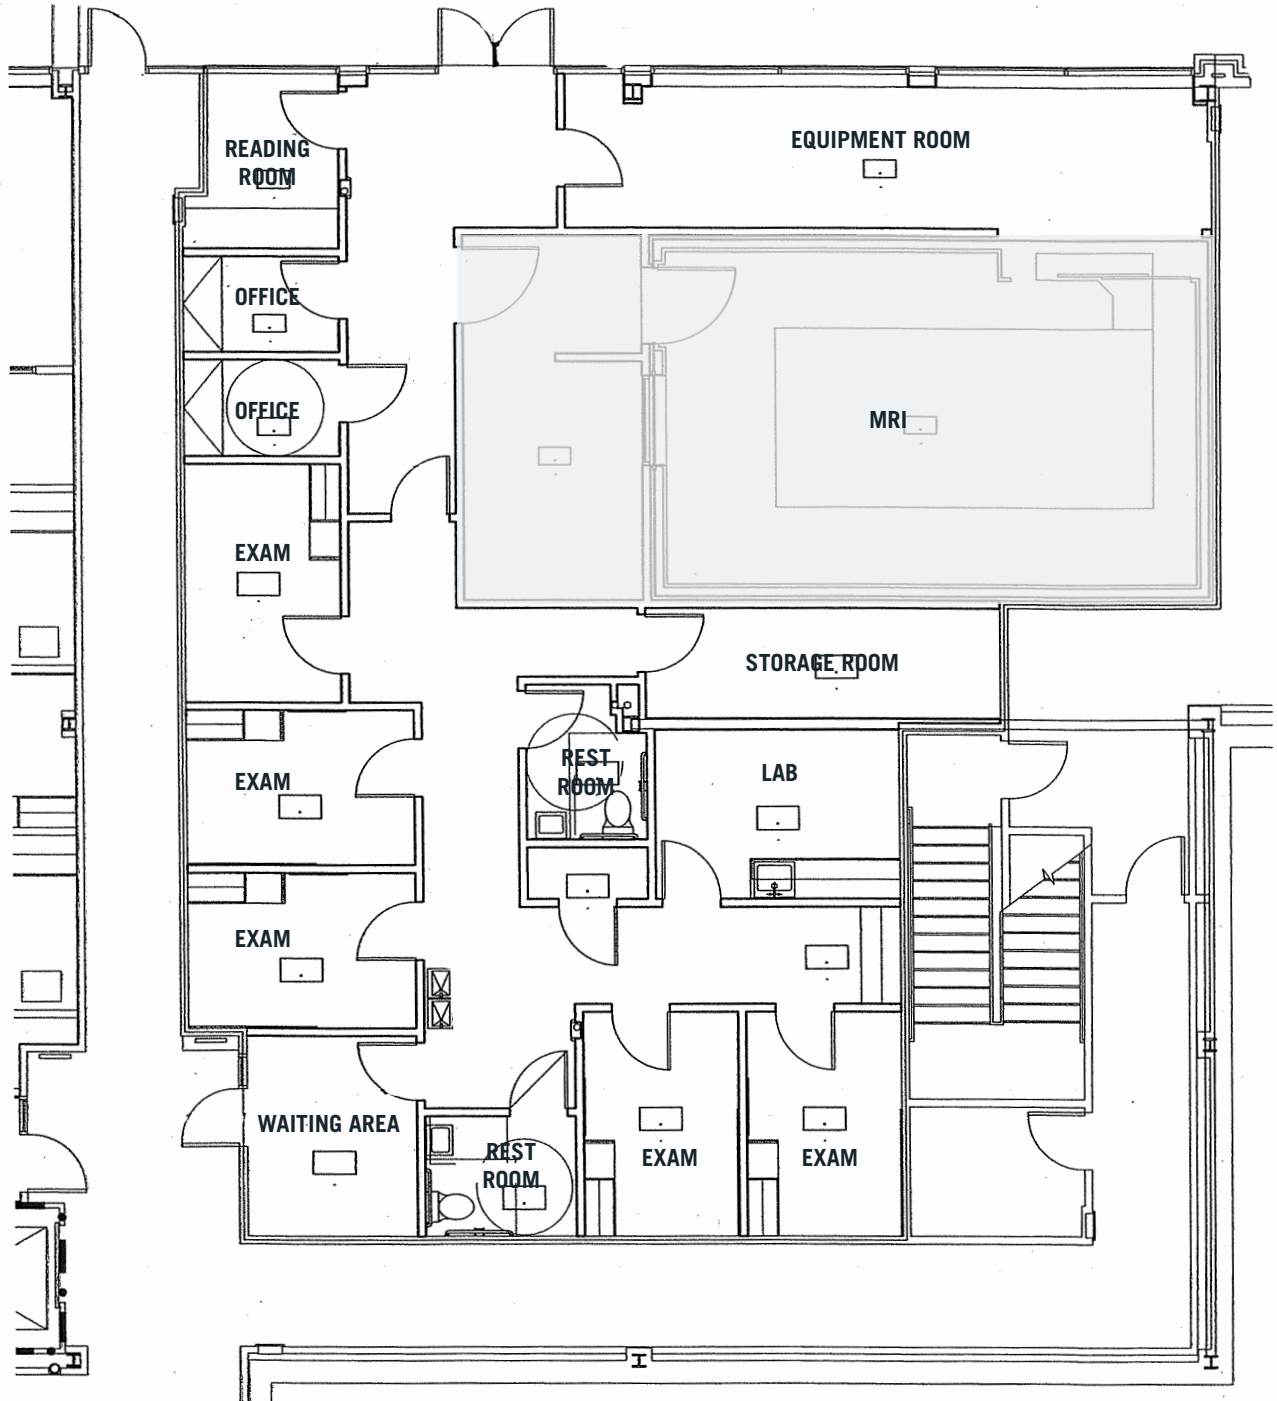 EQUIPMENT ROOM
READING
ROOM
OFFICE
OFFICE
MRI
EXAM
STORAGE ROOM
REST
ROOM
LAB
EXAM
EXAM
WAITING AREA
REST
ROOM
EXAM
EXAM